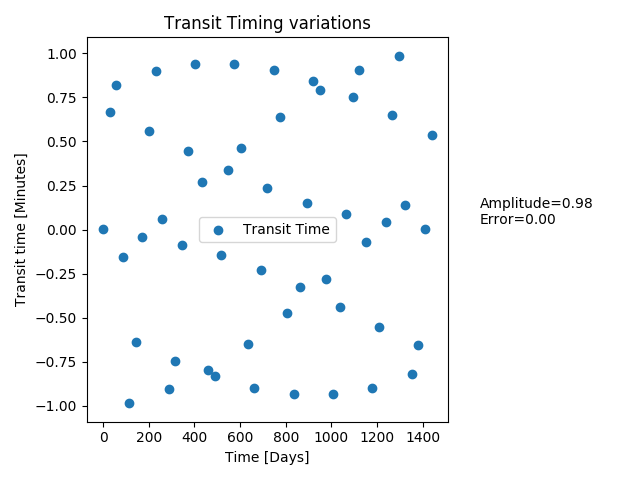 Transit Timing variations
Transit time [Minutes]
1.00
0.75
0.50
0.25
0.00
−0.25
−0.50
−0.75
−1.00
Transit Time
Amplitude=0.98
Error=0.00
0 200 400 600 800 1000 1200 1400
Time [Days]